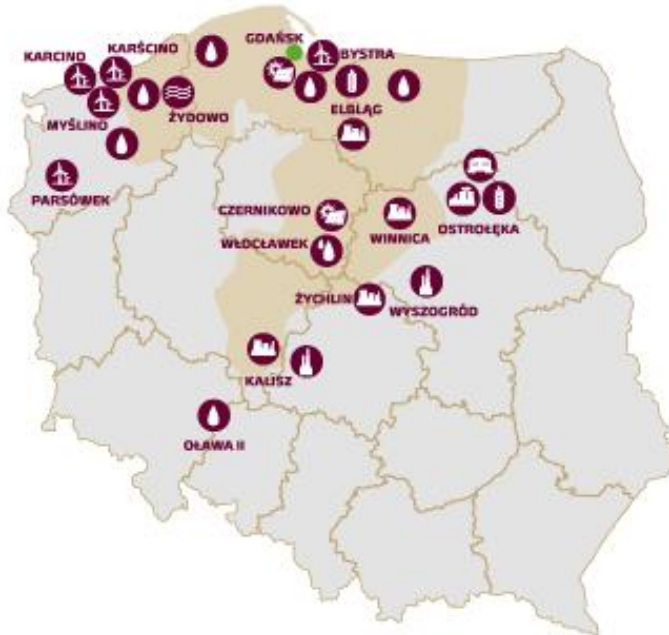 GDAŃSK
KARŚCINO
KARCINO
BYSTRA
ELBLĄG
ŻYDOWO
MYŚLINO
PARSÓWEK
CZERNIKOWO
WŁOCŁAWEK
WINNICA
OSTROŁĘKA
ŻYCHLIN
WYSZOGRÓD
KALISZ
OŁAWA II